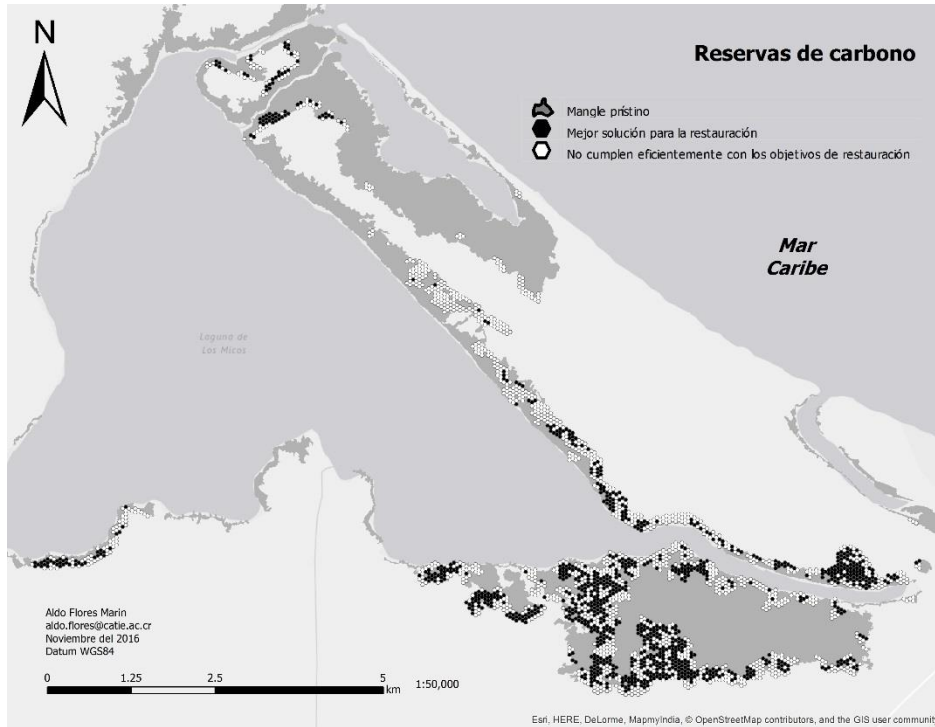 N
Reservas de carbono
Mangle prístino
Mejor solución para la restauración
No cumplen eficientemente con los objetivos de restauración
Mar
Caribe
Laguna de
Los Micos
Aldo Flores Marin
aldo.flores@catie.ac.cr
Noviembre del 2016
Datum WGS84
0 1.25 2.5 5
km
1:50,000
Esri, HERE, DeLorme, MapmyIndia, © OpenStreetMap contributors, and the GIS user communit